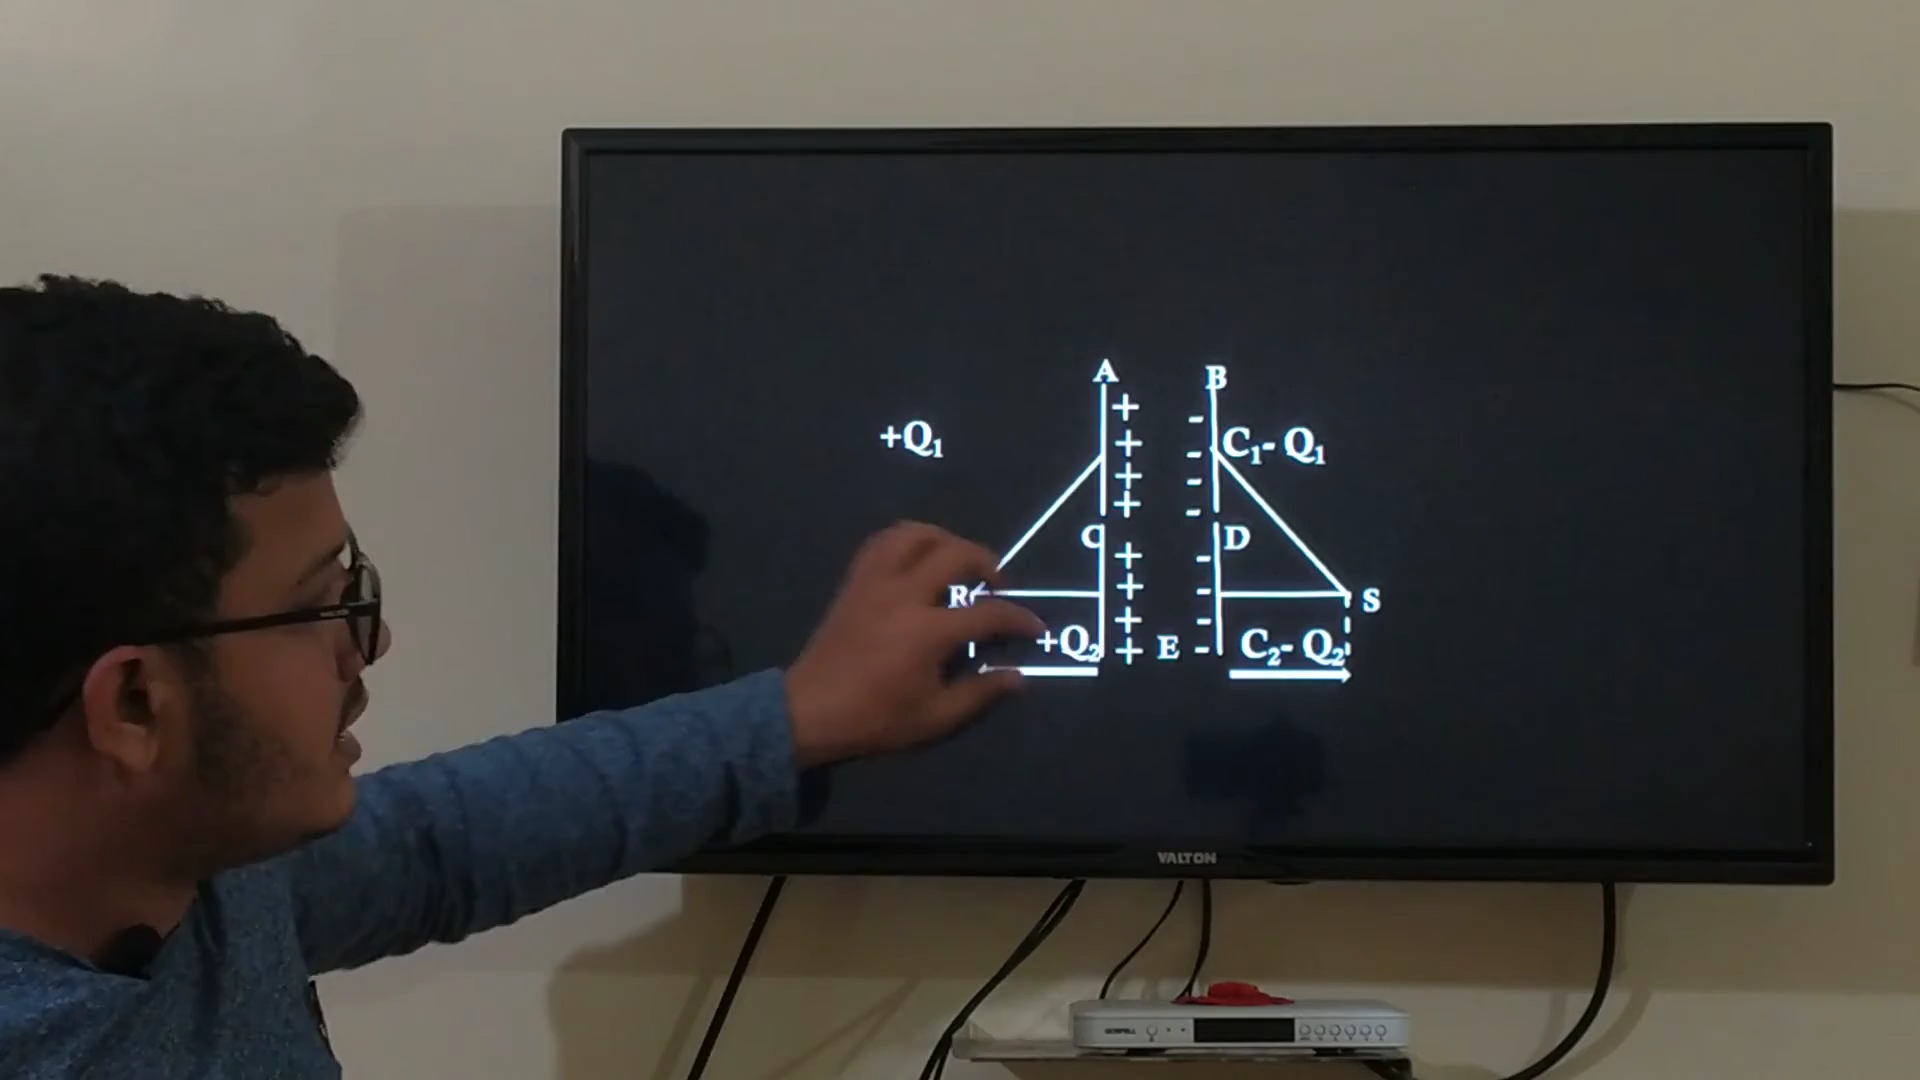 A B
+ -
+Q₁ + - C₁- Q₁
+ -
+ -
C D
+ -
R + - S
+ -
+Q₂ + E - C₂- Q₂
VALTON